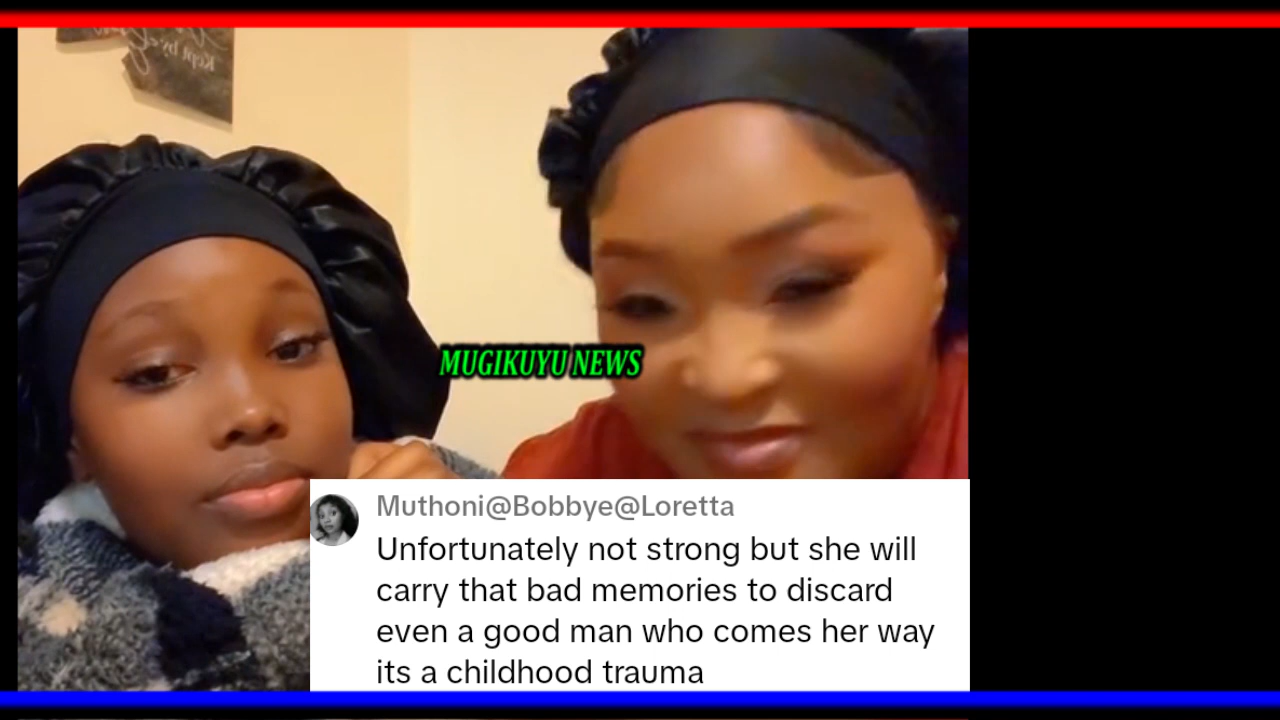 MUGIKUYU NEWS
Muthoni@Bobbye@Loretta
Unfortunately not strong but she will
carry that bad memories to discard
even a good man who comes her way
its a childhood trauma